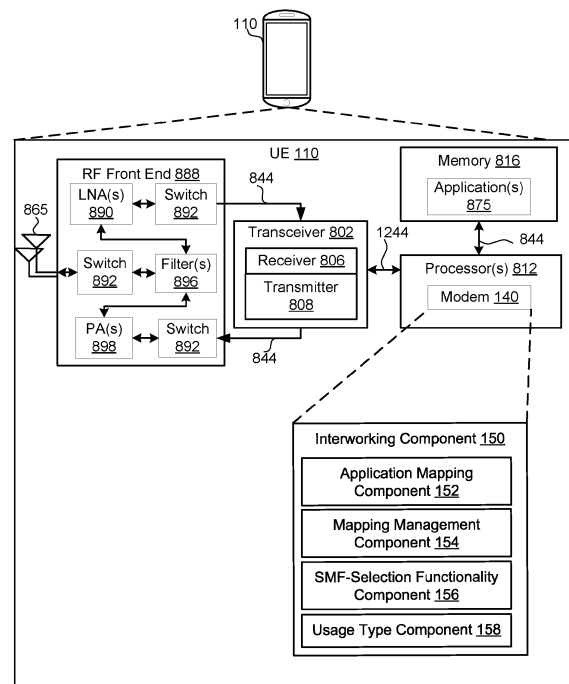 110
UE 110
RF Front End 888
LNA(s)
890
Switch
892
844
865
Switch
892
Filter(s)
896
PA(s)
898
Switch
892
844
Transceiver 802
Receiver 806
Transmitter
808
1244
Memory 816
Application(s)
875
844
Processor(s) 812
Modem 140
Interworking Component 150
Application Mapping
Component 152
Mapping Management
Component 154
SMF-Selection Functionality
Component 156
Usage Type Component 158